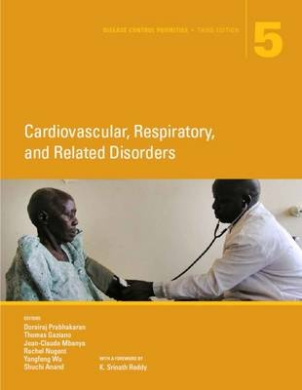 DISEASE CONTROL PRIORITIES • THIRD EDITION
5
Cardiovascular, Respiratory,
and Related Disorders
EDITORS
Dorairaj Prabhakaran
Thomas Gaziano
Jean-Claude Mbanya
Rachel Nugent
Yangfeng Wu
Shuchi Anand
WITH A FOREWORD BY
K. Srinath Reddy